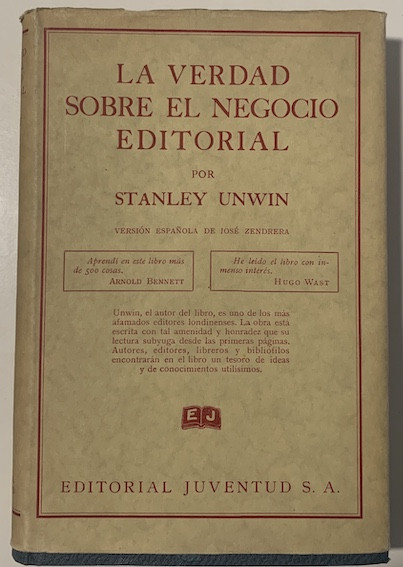 LA VERDAD
SOBRE EL NEGOCIO
EDITORIAL
POR
STANLEY UNWIN
VERSIÓN ESPAÑOLA DE JOSÉ ZENDRERA
Aprendí en este libro más
de 500 cosas.
ARNOLD BENNETT
He leído el libro con in-
menso interés.
HUGO WAST
Unwin, el autor del libro, es uno de los más
afamados editores londinenses. La obra está
escrita con tal amenidad y honradez que su
lectura subyuga desde las primeras páginas.
Autores, editores, libreros y bibliófilos
encontrarán en el libro un tesoro de ideas
y de conocimientos utilísimos.
E J
EDITORIAL JUVENTUD S. A.